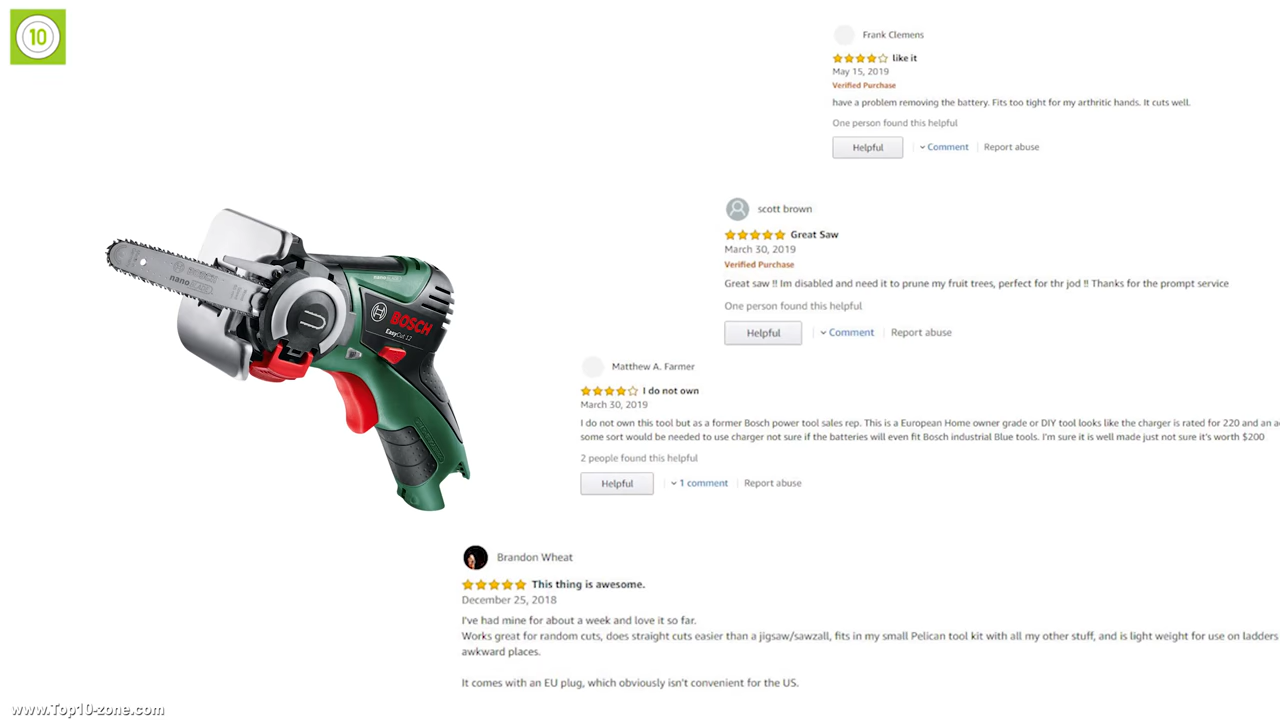 10
Frank Clemens
like it
May 15, 2019
Verified Purchase
have a problem removing the battery. Fits too tight for my arthritic hands. It cuts well.
One person found this helpful
Helpful
Comment
Report abuse
scott brown
Great Saw
March 30, 2019
Verified Purchase
Great saw !! Im disabled and need it to prune my fruit trees, perfect for thr jod !! Thanks for the prompt service
One person found this helpful
Helpful
Comment
Report abuse
BOSCH
nano
BOSCH
EasyCut 12
Matthew A. Farmer
I do not own
March 30, 2019
I do not own this tool but as a former Bosch power tool sales rep. This is a European Home owner grade or DIY tool looks like the charger is rated for 220 and an
some sort would be needed to use charger not sure if the batteries will even fit Bosch industrial Blue tools. I'm sure it is well made just not sure it's worth $200
2 people found this helpful
Helpful
1 comment
Report abuse
Brandon Wheat
This thing is awesome.
December 25, 2018
I've had mine for about a week and love it so far.
Works great for random cuts, does straight cuts easier than a jigsaw/sawzall, fits in my small Pelican tool kit with all my other stuff, and is light weight for use on ladders
awkward places.
It comes with an EU plug, which obviously isn't convenient for the US.
www.Top10-zone.com